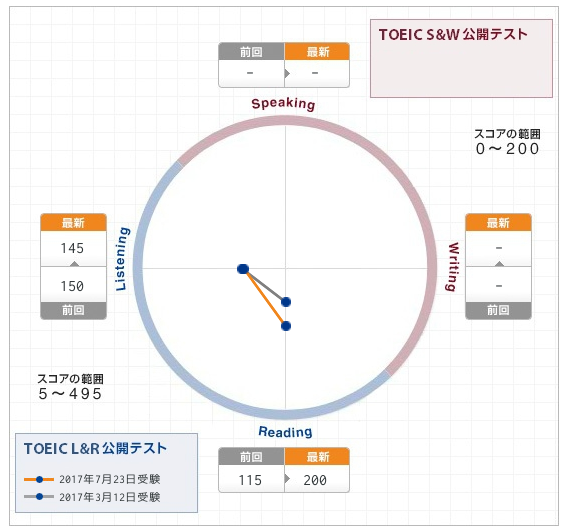 TOEIC S&W 公開テスト
前回 最新
- -
Speaking
スコアの範囲
0～200
最新
145
150
前回
Listening
Writing
最新
-
-
前回
スコアの範囲
5～495
Reading
TOEIC L&R 公開テスト
2017年7月23日受験
2017年3月12日受験
前回 最新
115 200